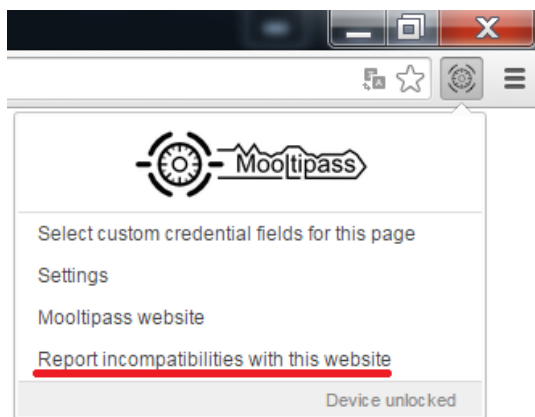 Mooltipass
Select custom credential fields for this page
Settings
Mooltipass website
Report incompatibilities with this website
Device unlocked